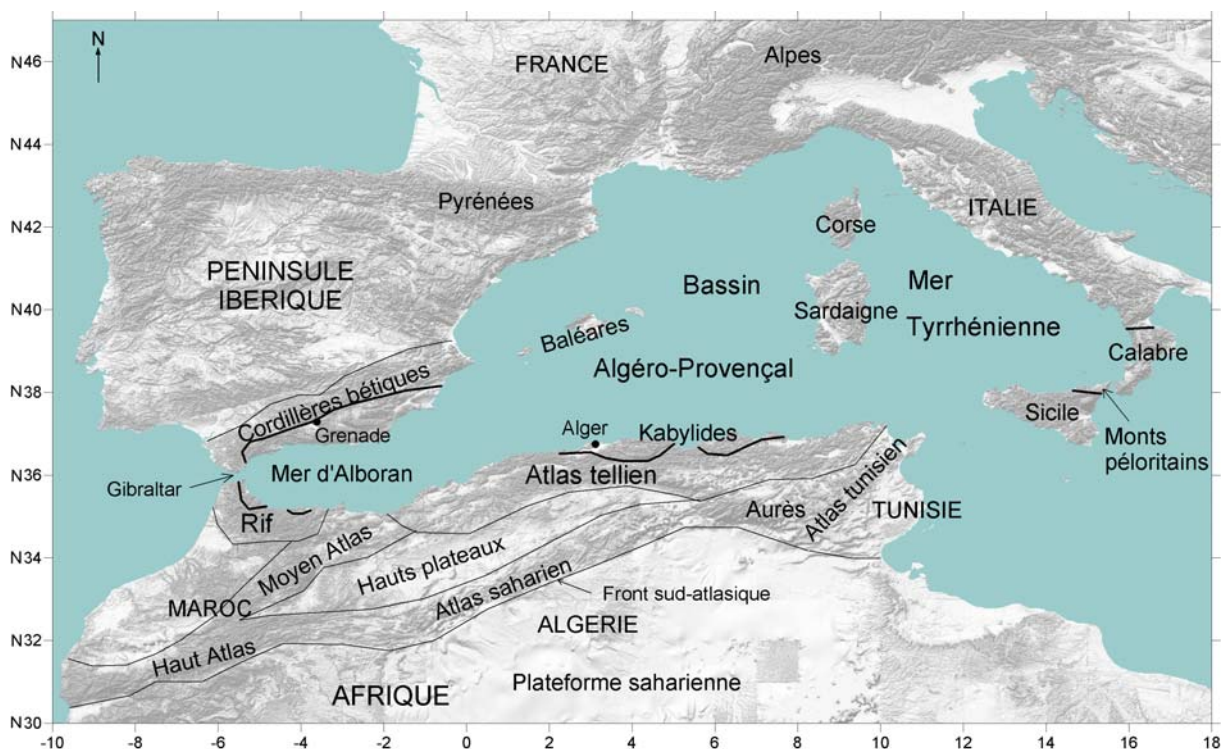 N
N46
FRANCE
Alpes
N44
Pyrénées
ITALIE
Corse
N42
PENINSULE
IBERIQUE
Bassin
Mer
N40
Baléares
Sardaigne
Tyrrhénienne
Algéro-Provençal
Calabre
N38
Cordillères bétiques
Sicile
Grenade
Alger
Kabylides
Monts
péloritains
N36
Gibraltar
Mer d'Alboran
Atlas tellien
Rif
Aurès
Atlas tunisien
TUNISIE
N34
Moyen Atlas
Hauts plateaux
MAROC
Atlas saharien
Front sud-atlasique
N32
Haut Atlas
ALGERIE
AFRIQUE
Plateforme saharienne
N30
-10 -8 -6 -4 -2 0 2 4 6 8 10 12 14 16 18